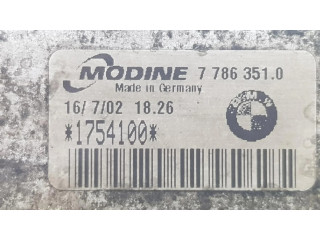 MODINE 7 786 351.0
Made in Germany
16/7/02 18.26
BMW
*1754100*